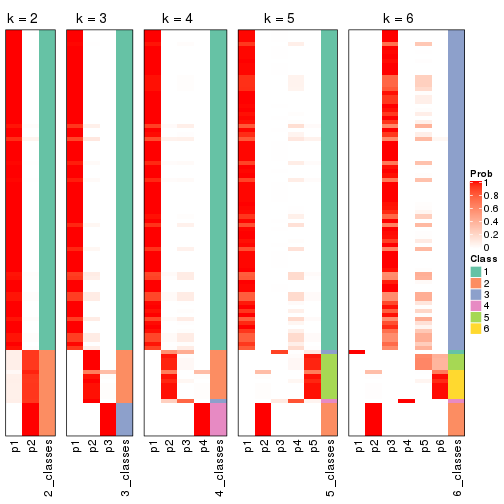 k = 2
k = 3
k = 4
k = 5
k = 6
Prob
1
0.8
0.6
0.4
0.2
0
Class
1
2
3
4
5
6
p1
p2
2_classes
p1
p2
p3
3_classes
p1
p2
p3
p4
4_classes
p1
p2
p3
p4
p5
5_classes
p1
p2
p3
p4
p5
p6
6_classes